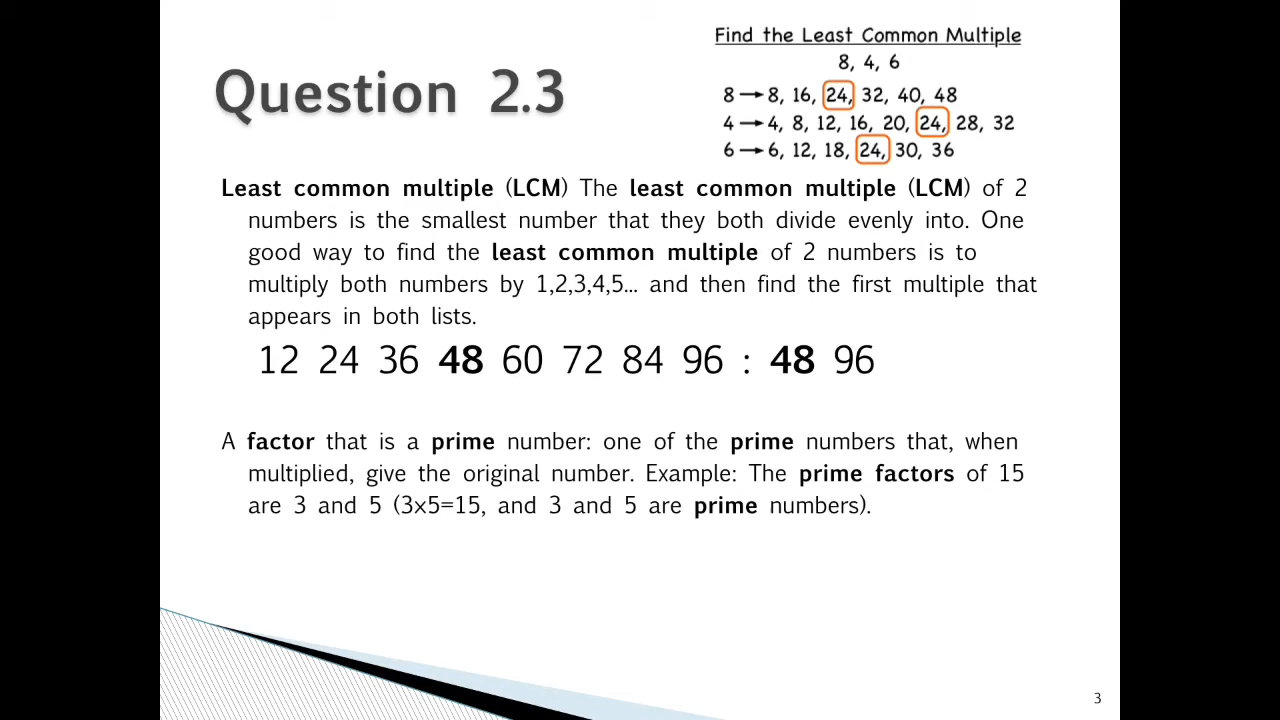 Find the Least Common Multiple
8, 4, 6
8→8, 16, 24, 32, 40, 48
4→4, 8, 12, 16, 20, 24, 28, 32
6→6, 12, 18, 24, 30, 36
Question 2.3
Least common multiple (LCM) The least common multiple (LCM) of 2
numbers is the smallest number that they both divide evenly into. One
good way to find the least common multiple of 2 numbers is to
multiply both numbers by 1,2,3,4,5... and then find the first multiple that
appears in both lists.
12 24 36 48 60 72 84 96 : 48 96
A factor that is a prime number: one of the prime numbers that, when
multiplied, give the original number. Example: The prime factors of 15
are 3 and 5 (3x5=15, and 3 and 5 are prime numbers).
3